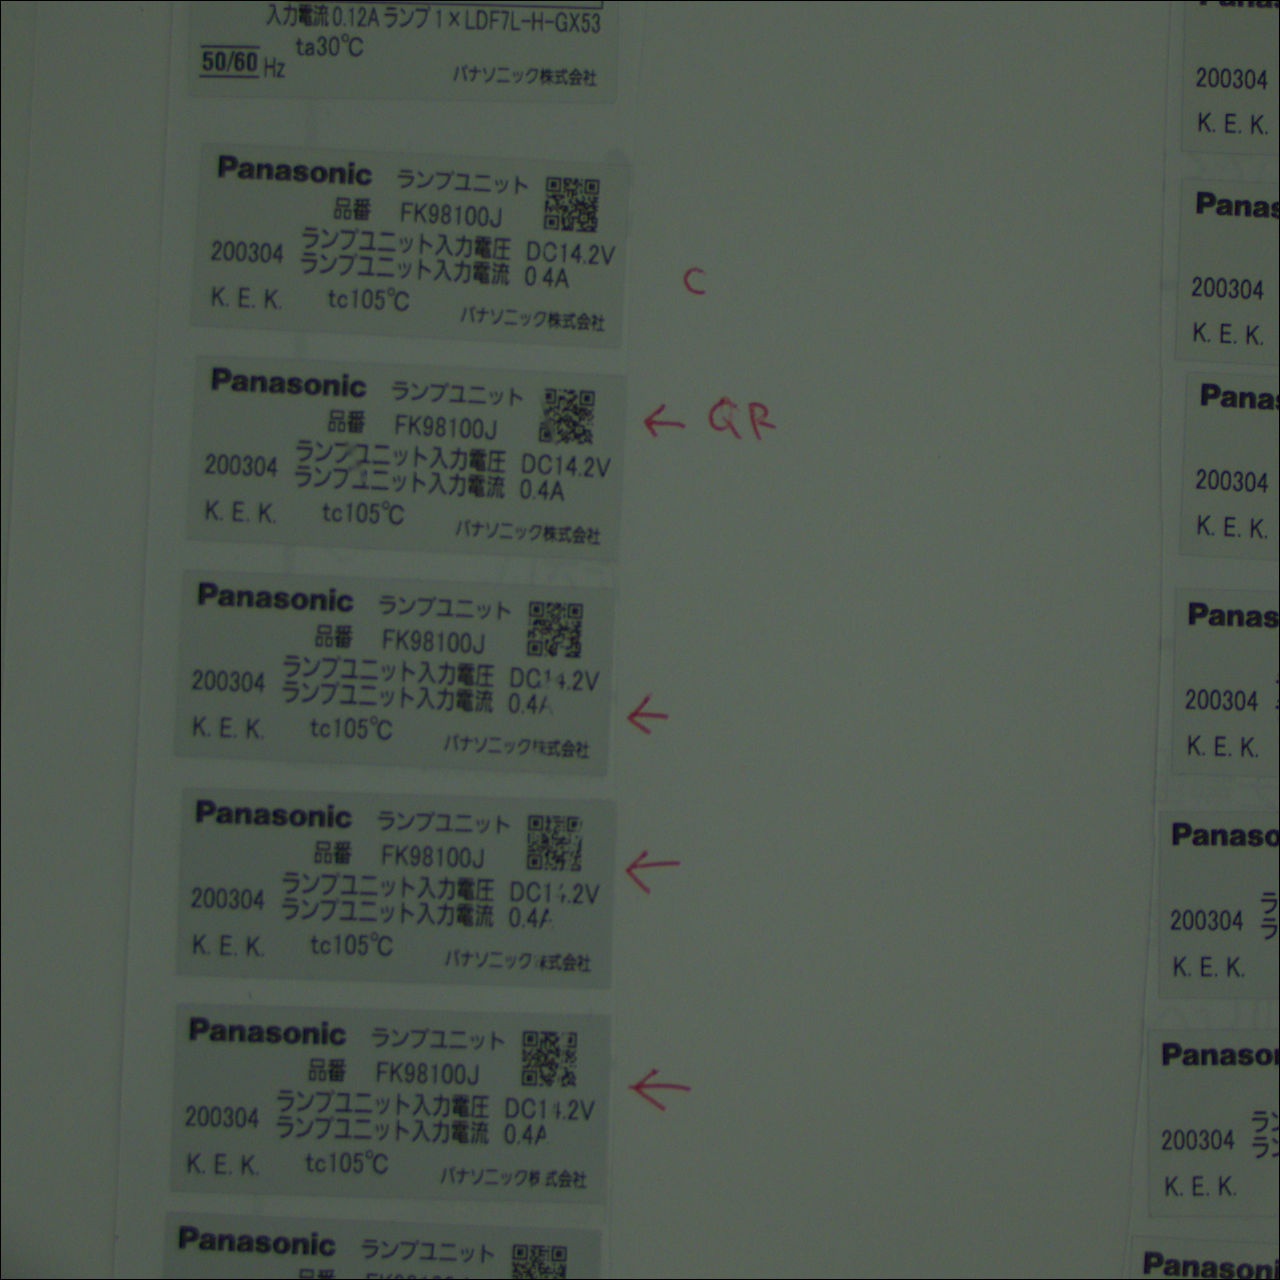 入力電流0.12A ランプ 1×LDF7L-H-GX53
50/60 Hz ta30℃
パナソニック株式会社
Panasonic ランプユニット
品番 FK98100J
ランプユニット入力電圧 DC14.2V
200304 ランプユニット入力電流 0 4A
K. E. K. tc105℃
パナソニック株式会社
C
Panasonic ランプユニット
品番 FK98100J
← QR
ランプユニット入力電圧 DC14.2V
200304 ランプユニット入力電流 0.4A
K. E. K. tc105℃
パナソニック株式会社
Panasonic ランプユニット
品番 FK98100J
ランプユニット入力電圧 DC14.2V
200304 ランプユニット入力電流 0.4A
←
K. E. K. tc105℃
パナソニック株式会社
Panasonic ランプユニット
品番 FK98100J
←
ランプユニット入力電圧 DC14.2V
200304 ランプユニット入力電流 0.4A
K. E. K. tc105℃
パナソニック株式会社
Panasonic ランプユニット
品番 FK98100J
←
ランプユニット入力電圧 DC14.2V
200304 ランプユニット入力電流 0.4A
K. E. K. tc105℃
パナソニック株式会社
Panasonic ランプユニット
品番 FK98100J
200304
K. E. K.
Panas
200304
K. E. K.
Pana
200304
K. E. K.
Panas
200304
K. E. K.
Panaso
ラ
200304 ラ
K. E. K.
Panaso
ラン
200304 ラン
K. E. K.
Panason